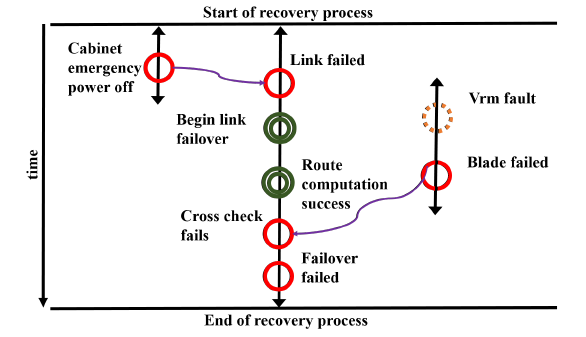 Start of recovery process
Cabinet
emergency
power off
Link failed
Vrm fault
Begin link
failover
time
Blade failed
Route
computation
success
Cross check
fails
Failover
failed
End of recovery process